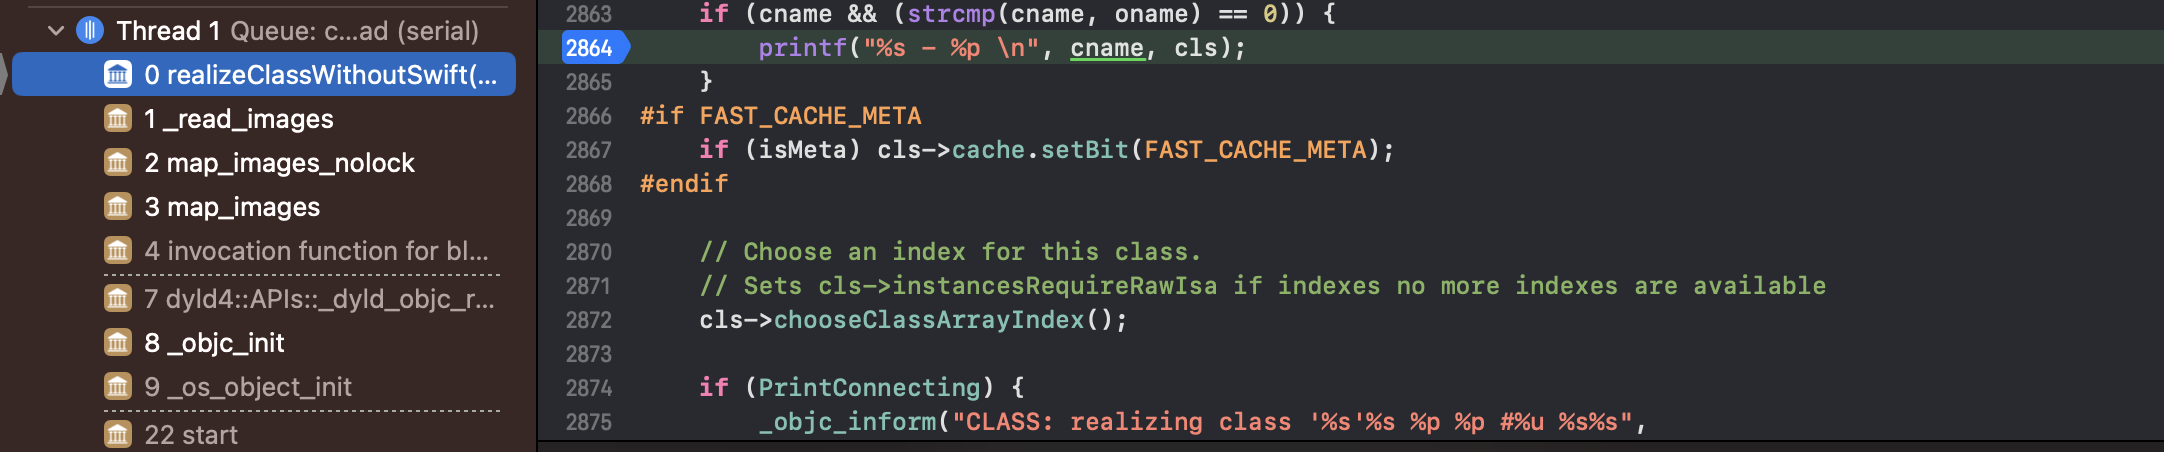 Thread 1 Queue: c...ad (serial)
0 realizeClassWithoutSwift(...
1 _read_images
2 map_images_nolock
3 map_images
4 invocation function for bl...
7 dyld4::APIs::_dyld_objc_r...
8 _objc_init
9 _os_object_init
22 start
2863 if (cname && (strcmp(cname, oname) == 0)) {
2864 printf("%s - %p \n", cname, cls);
2865 }
2866 #if FAST_CACHE_META
2867 if (isMeta) cls->cache.setBit(FAST_CACHE_META);
2868 #endif
2869
2870 // Choose an index for this class.
2871 // Sets cls->instancesRequireRawIsa if indexes no more indexes are available
2872 cls->chooseClassArrayIndex();
2873
2874 if (PrintConnecting) {
2875 _objc_inform("CLASS: realizing class '%s'%s %p %p #%u %s%s",